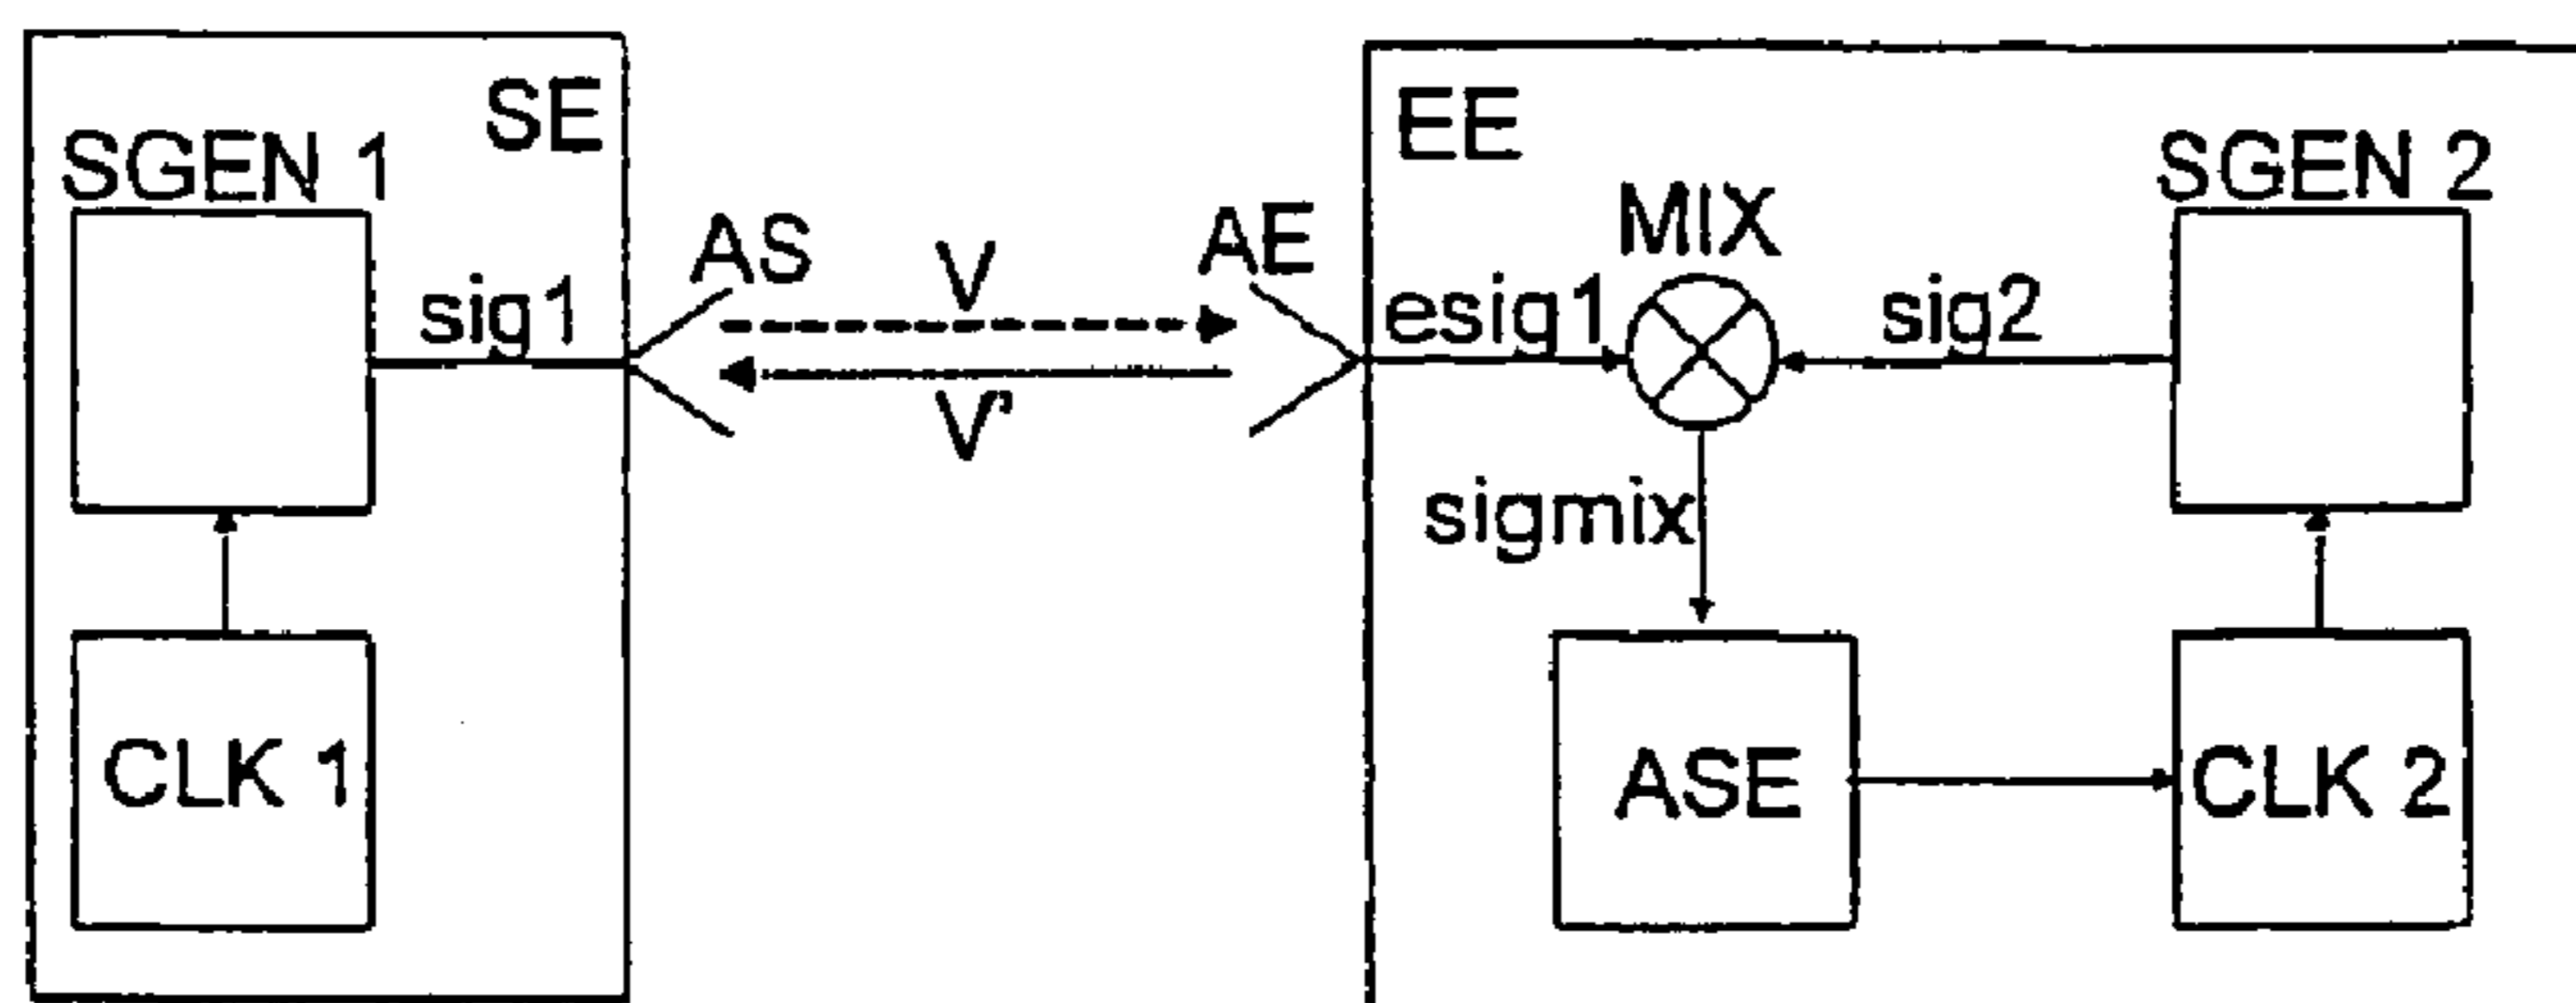 SE
SGEN 1
sig1
CLK 1
AS
V
V'
AE
EE
esig1
MIX
sig2
SGEN 2
sigmix
ASE
CLK 2